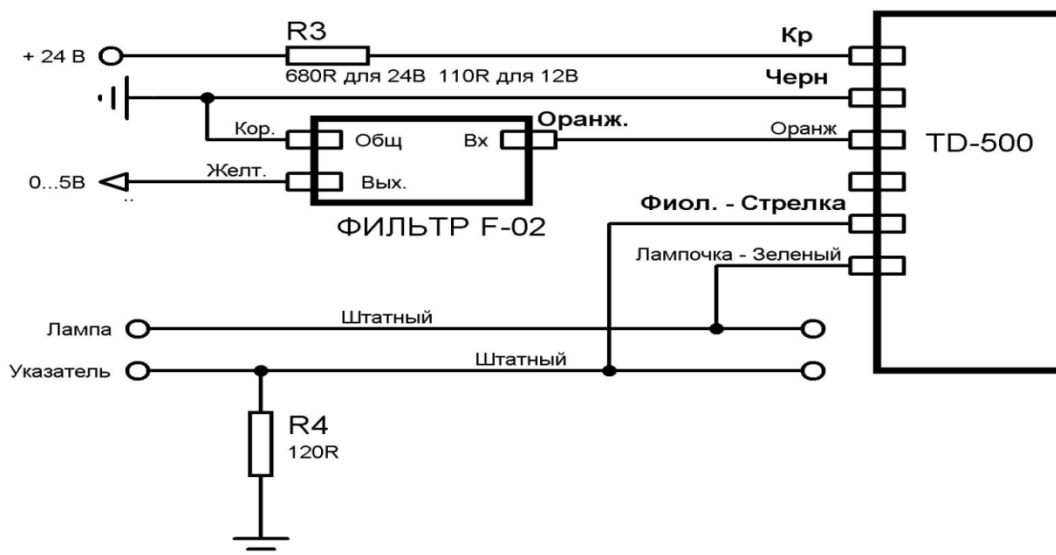 R3
Кр
+ 24 В
680R для 24В 110R для 12В
Черн
Оранж.
Кор.
Общ
Вх
Оранж
TD-500
Желт.
0...5В
Вых.
Фиол. - Стрелка
ФИЛЬТР F-02
Лампочка - Зеленый
Штатный
Лампа
Штатный
Указатель
R4
120R